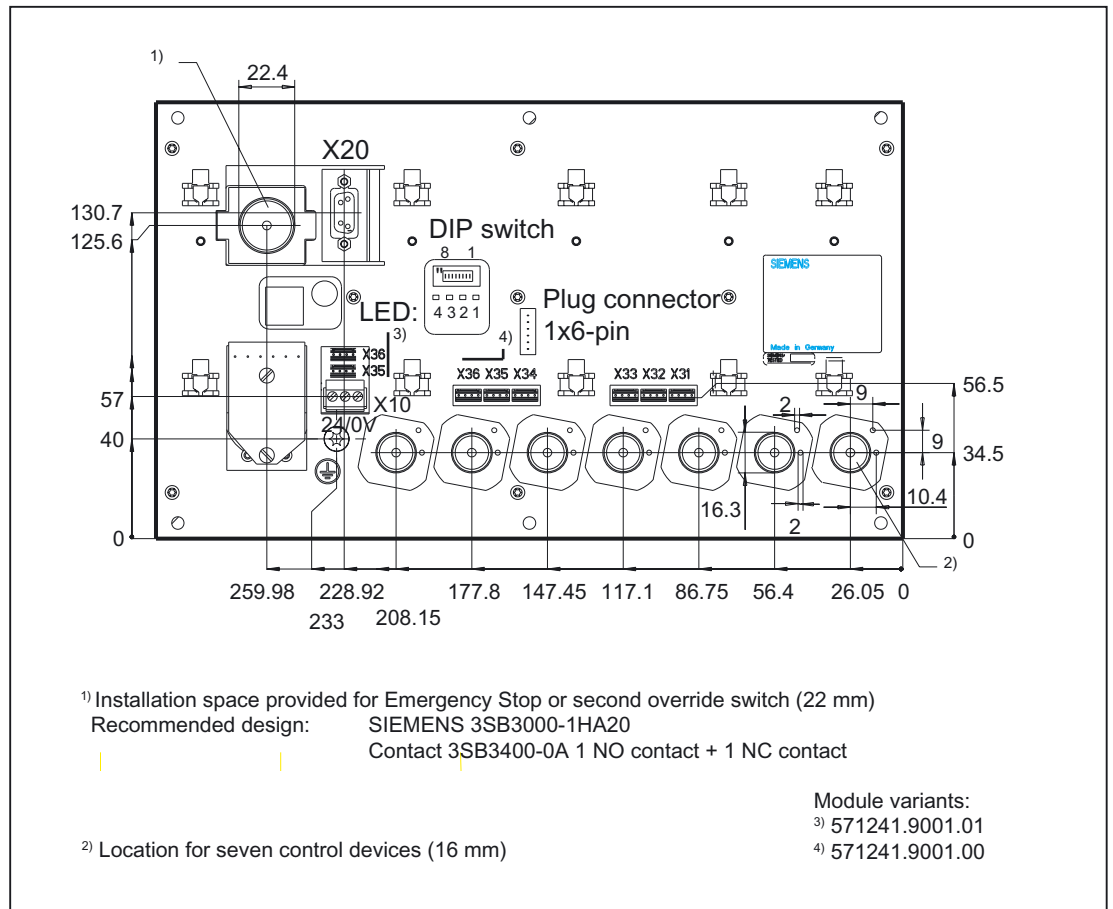 1)
22.4
X20
130.7
125.6
DIP switch
8 1
SIEMENS
LED:
4 3 2 1
Plug connector
1x6-pin
3)
4)
Made in Germany
X36
X35
X36 X35 X34
X33 X32 X31
57
X10
24/0V
40
2
9
56.5
9
34.5
16.3
2
10.4
0
0
2)
259.98
228.92
177.8
147.45
117.1
86.75
56.4
26.05
0
233
208.15
1) Installation space provided for Emergency Stop or second override switch (22 mm)
Recommended design: SIEMENS 3SB3000-1HA20
Contact 3SB3400-0A 1 NO contact + 1 NC contact
Module variants:
3) 571241.9001.01
2) Location for seven control devices (16 mm)
4) 571241.9001.00